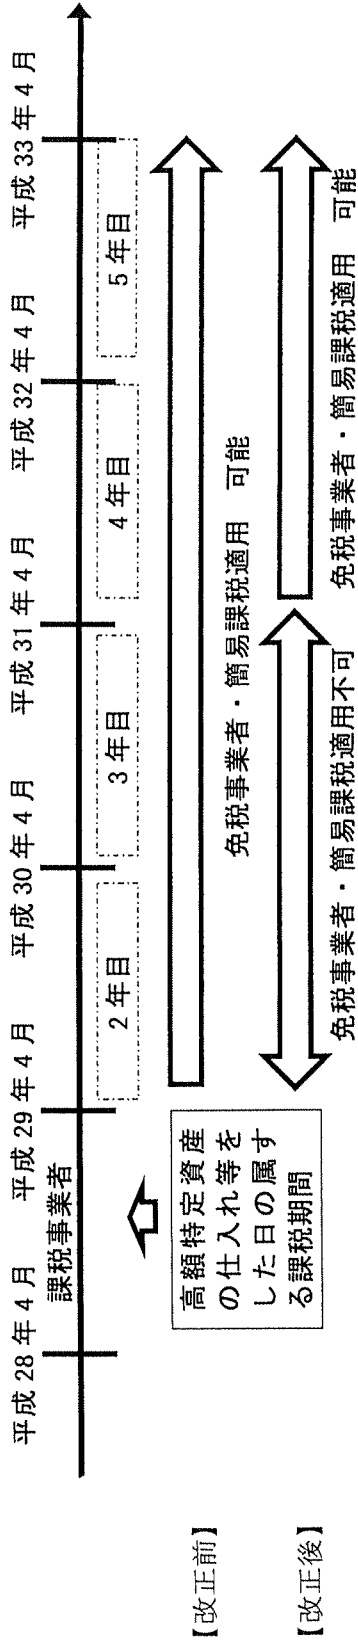 平成28年4月 平成29年4月 平成30年4月 平成31年4月 平成32年4月 平成33年4月
課税事業者
2年目 3年目 4年目 5年目
【改正前】
高額特定資産
の仕入れ等を
した日の属す
る課税期間
免税事業者・簡易課税適用 可能
【改正後】
免税事業者・簡易課税適用不可
免税事業者・簡易課税適用 可能